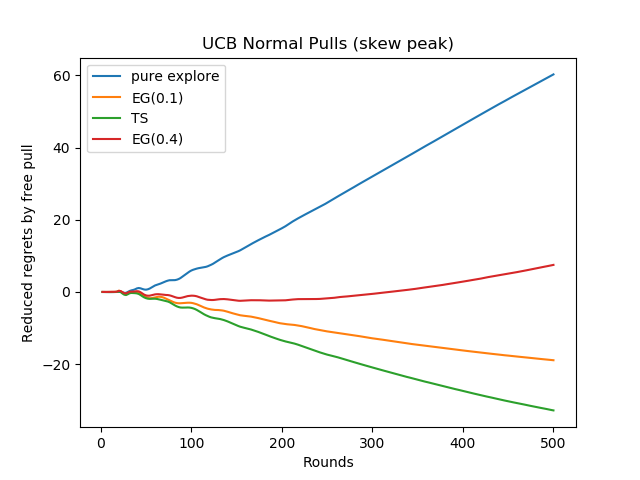 UCB Normal Pulls (skew peak)
pure explore
EG(0.1)
TS
EG(0.4)
Reduced regrets by free pull
60
40
20
0
−20
0 100 200 300 400 500
Rounds